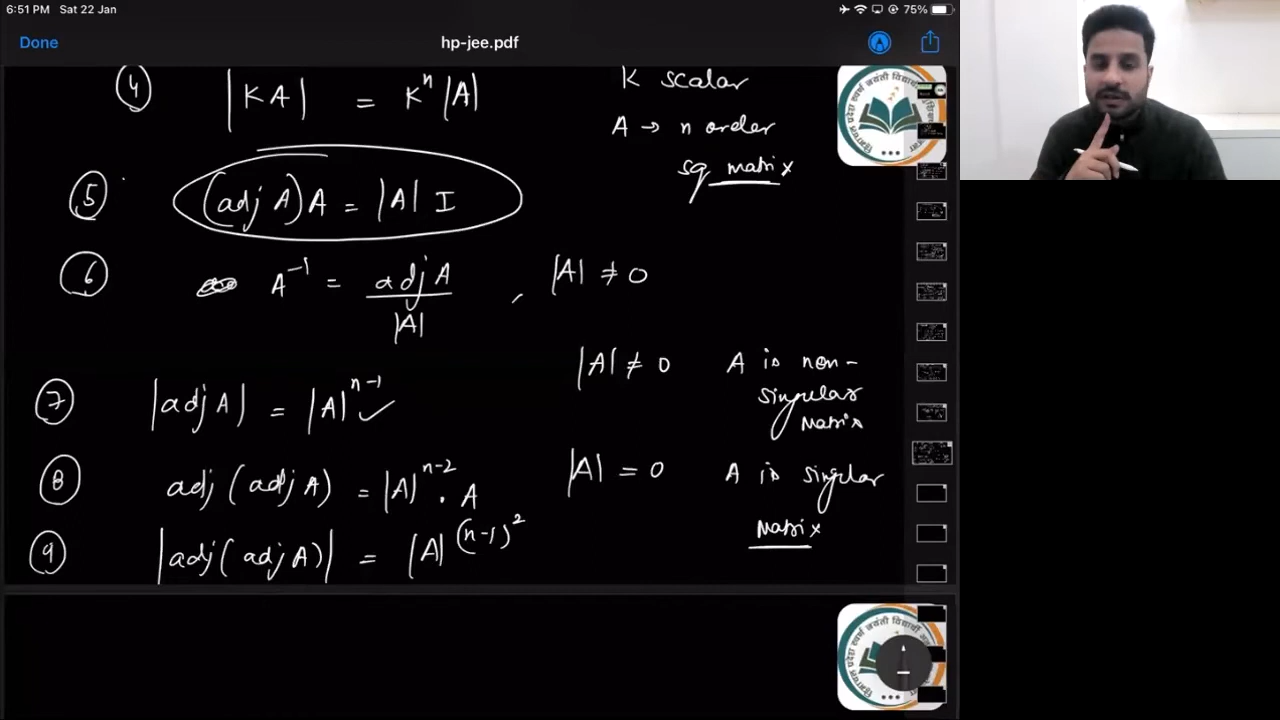 6:51 PM Sat 22 Jan
75%
Done
hp-jee.pdf
④ |KA| = Kⁿ|A|
K scalar
A → n order
sq matrix
⑤ (adj A)A = |A| I
⑥ A⁻¹ = adj A / |A| , |A| ≠ 0
|A| ≠ 0 A is non-
singular
Matrix
⑦ |adj A| = |A|ⁿ⁻¹ ✓
|A| = 0 A is singular
Matrix
⑧ adj (adj A) = |A|ⁿ⁻² . A
⑨ |adj(adj A)| = |A|^(n-1)²